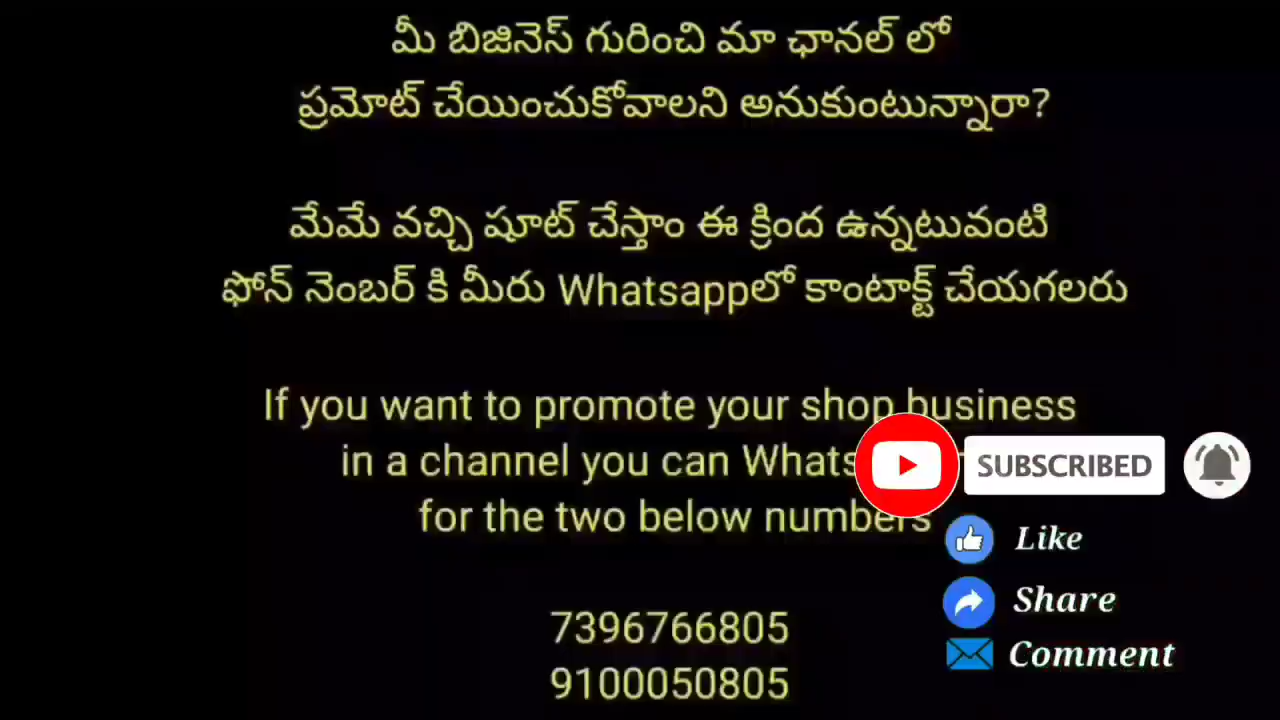 మీ బిజినెస్ గురించి మా ఛానల్ లో
ప్రమోట్ చేయించుకోవాలని అనుకుంటున్నారా?
మేమే వచ్చి షూట్ చేస్తాం ఈ క్రింద ఉన్నటువంటి
ఫోన్ నెంబర్ కి మీరు Whatsappలో కాంటాక్ట్ చేయగలరు
If you want to promote your shop business
in a channel you can
for the two below numbers
SUBSCRIBED
Like
Share
Comment
7396766805
9100050805